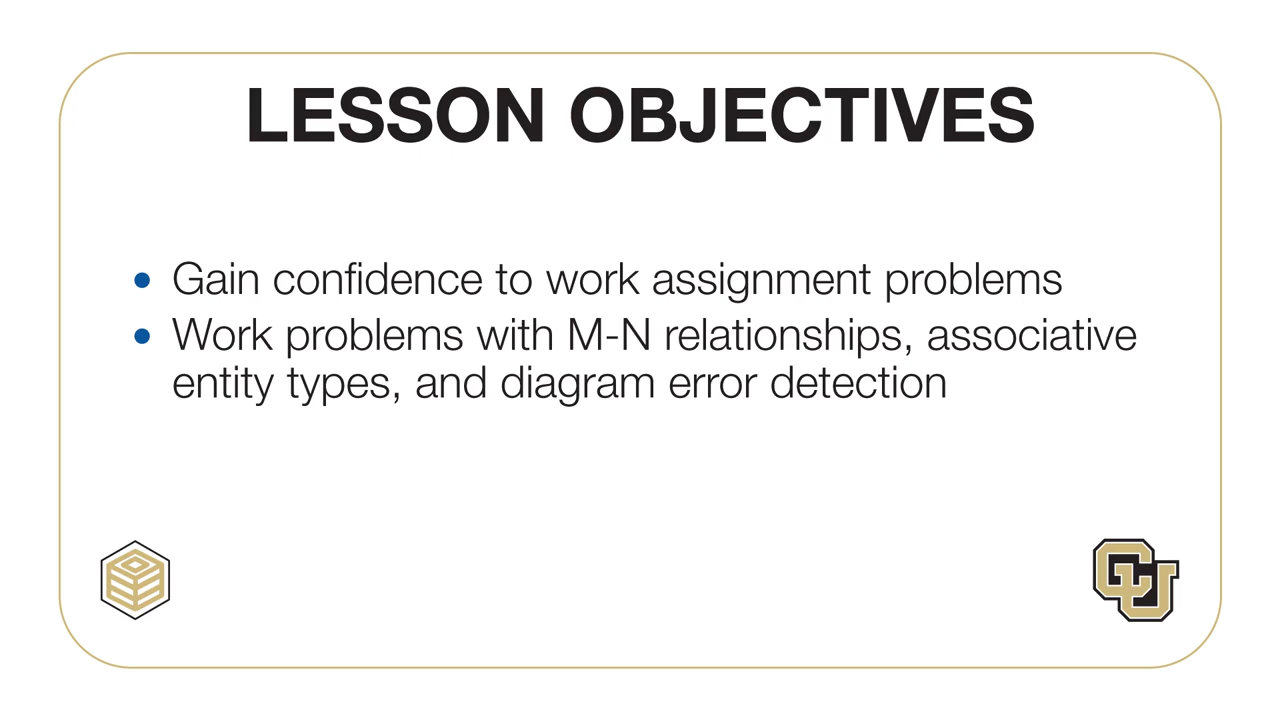 LESSON OBJECTIVES
• Gain confidence to work assignment problems
• Work problems with M-N relationships, associative
entity types, and diagram error detection
CU